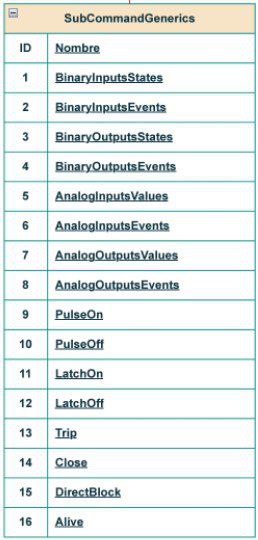 SubCommandGenerics
ID Nombre
1 BinaryInputsStates
2 BinaryInputsEvents
3 BinaryOutputsStates
4 BinaryOutputsEvents
5 AnalogInputsValues
6 AnalogInputsEvents
7 AnalogOutputsValues
8 AnalogOutputsEvents
9 PulseOn
10 PulseOff
11 LatchOn
12 LatchOff
13 Trip
14 Close
15 DirectBlock
16 Alive